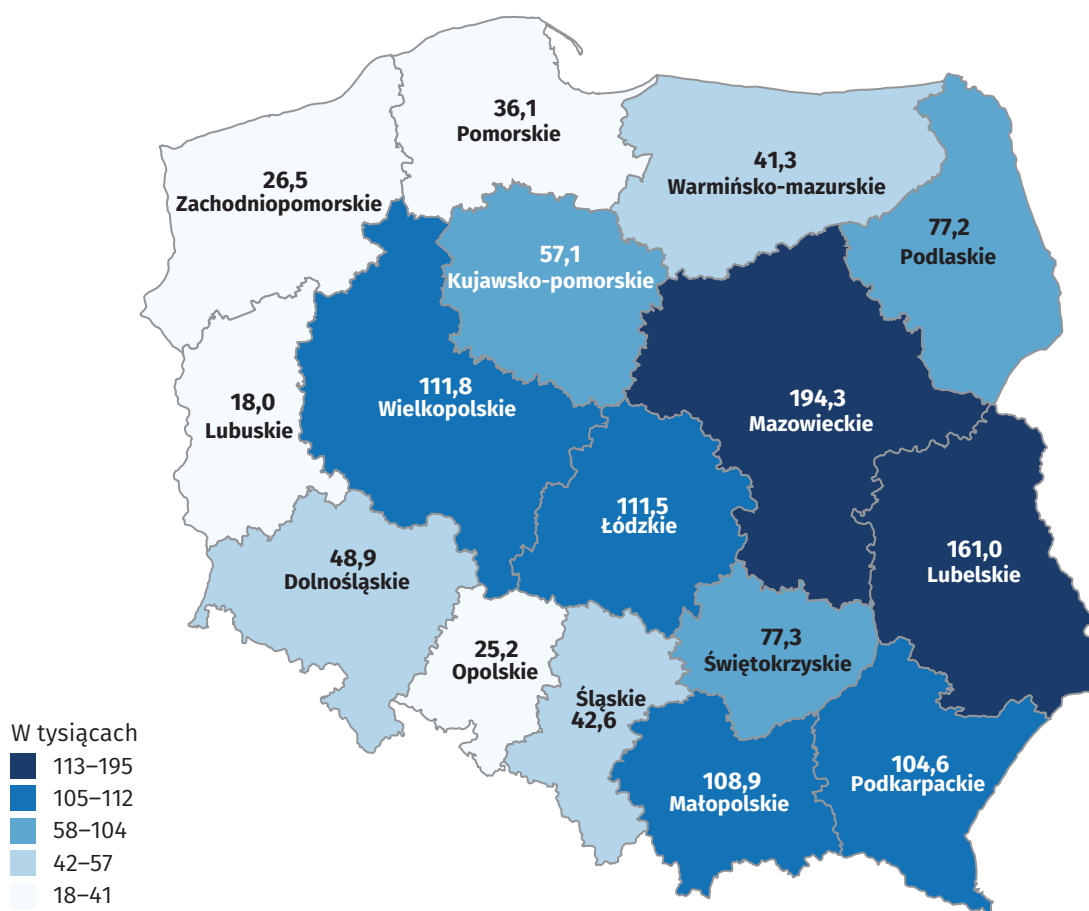 36,1
Pomorskie
41,3
Warmińsko-mazurskie
26,5
Zachodniopomorskie
77,2
Podlaskie
57,1
Kujawsko-pomorskie
111,8
Wielkopolskie
194,3
Mazowieckie
18,0
Lubuskie
111,5
Łódzkie
161,0
Lubelskie
48,9
Dolnośląskie
77,3
Świętokrzyskie
25,2
Opolskie
Śląskie
42,6
104,6
Podkarpackie
108,9
Małopolskie
W tysiącach
113–195
105–112
58–104
42–57
18–41